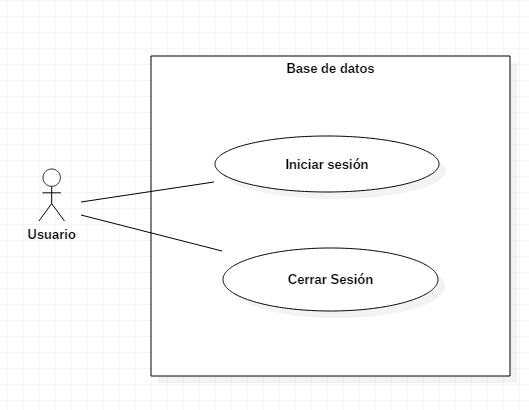 Base de datos
Iniciar sesión
Usuario
Cerrar Sesión